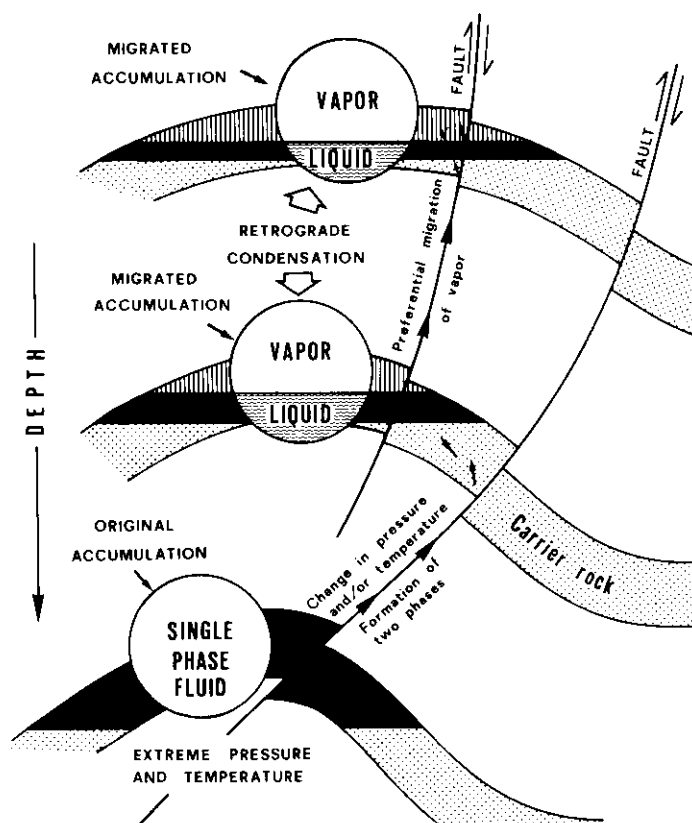 MIGRATED
ACCUMULATION
VAPOR
LIQUID
FAULT
FAULT
RETROGRADE
CONDENSATION
Preferential migration
of vapor
MIGRATED
ACCUMULATION
VAPOR
LIQUID
DEPTH
ORIGINAL
ACCUMULATION
Change in pressure
and/or temperature
Formation of
two phases
Carrier rock
SINGLE
PHASE
FLUID
EXTREME PRESSURE
AND TEMPERATURE